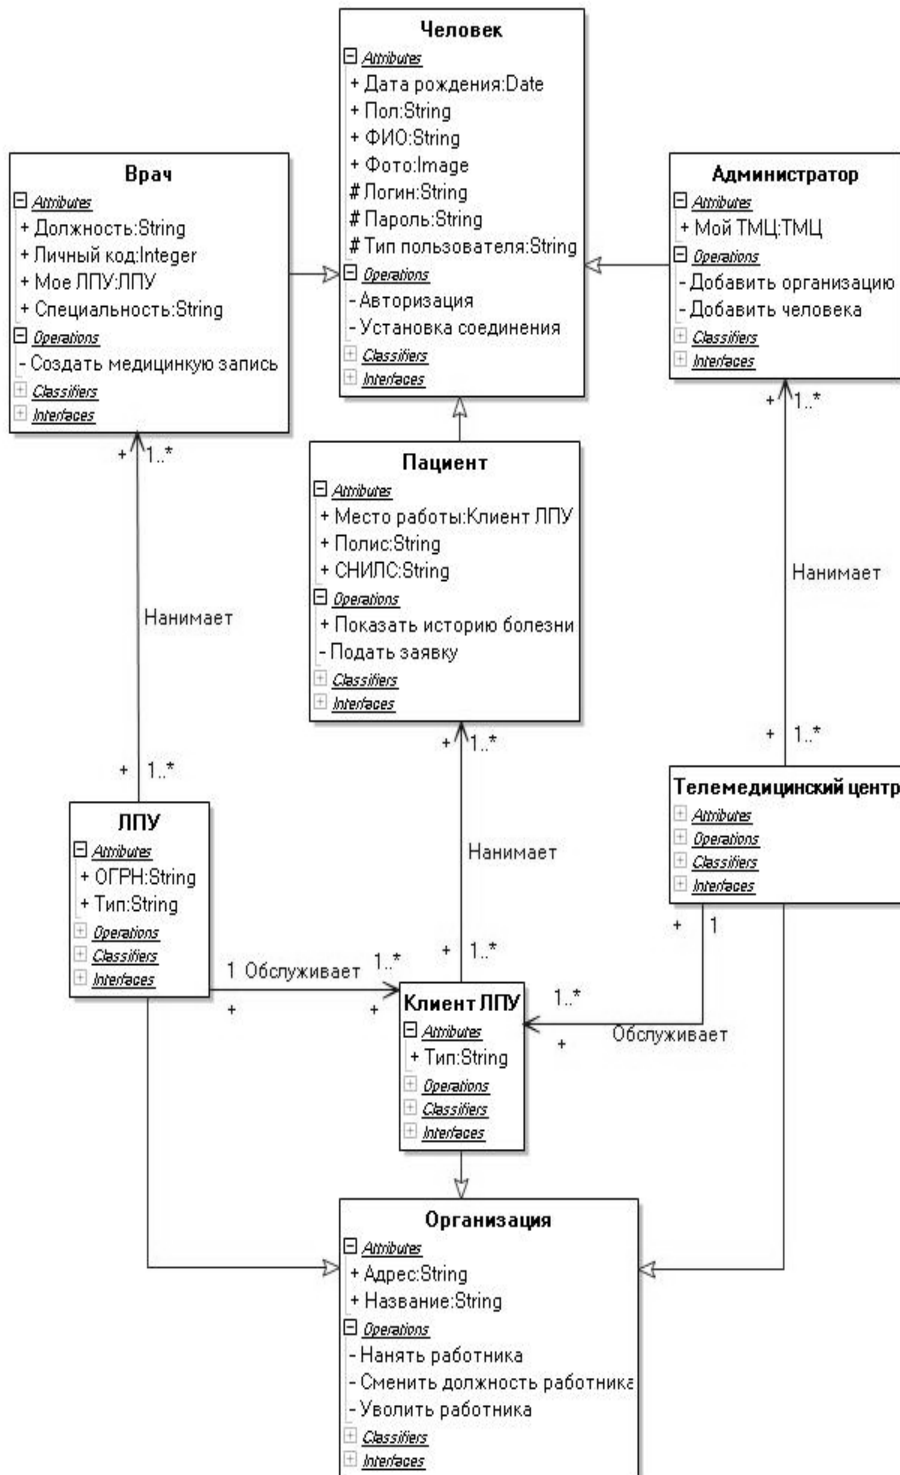 Человек
Attributes
+ Дата рождения:Date
+ Пол:String
+ ФИО:String
+ Фото:Image
# Логин:String
# Пароль:String
# Тип пользователя:String
Operations
- Авторизация
- Установка соединения
Classifiers
Interfaces
Врач
Attributes
+ Должность:String
+ Личный код:Integer
+ Мое ЛПУ:ЛПУ
+ Специальность:String
Operations
- Создать медицинкую запись
Classifiers
Interfaces
Администратор
Attributes
+ Мой ТМЦ:ТМЦ
Operations
- Добавить организацию
- Добавить человека
Classifiers
Interfaces
+ 1..*
+ 1..*
Пациент
Attributes
+ Место работы:Клиент ЛПУ
+ Полис:String
+ СНИЛС:String
Operations
+ Показать историю болезни
- Подать заявку
Classifiers
Interfaces
Нанимает
Нанимает
+ 1..*
+ 1..*
+ 1..*
Телемедицинский центр
Attributes
Operations
Classifiers
Interfaces
ЛПУ
Attributes
+ ОГРН:String
+ Тип:String
Operations
Classifiers
Interfaces
Нанимает
+ 1
+ 1..*
1 Обслуживает 1..*
+ +
Клиент ЛПУ
Attributes
+ Тип:String
Operations
Classifiers
Interfaces
1..*
+
Обслуживает
Организация
Attributes
+ Адрес:String
+ Название:String
Operations
- Нанять работника
- Сменить должность работника
- Уволить работника
Classifiers
Interfaces